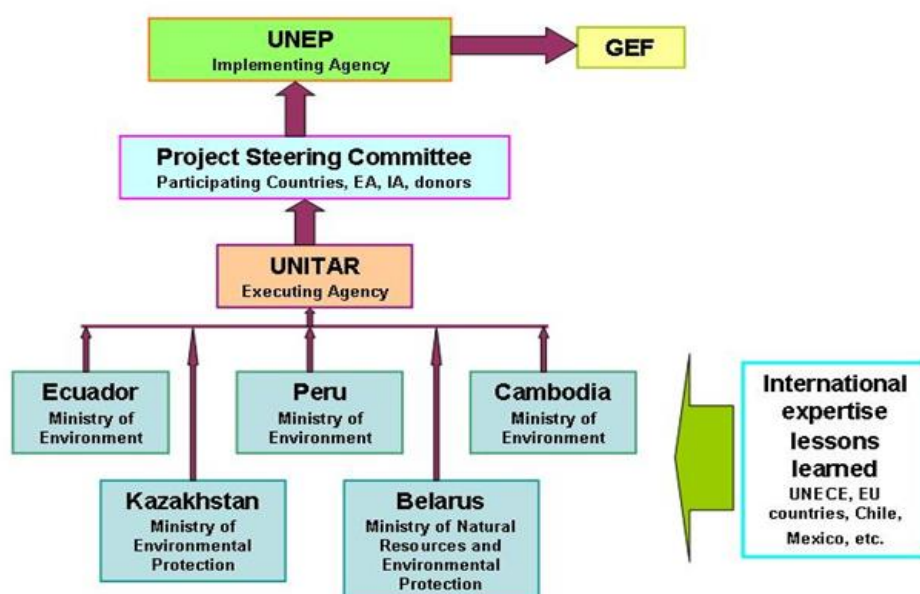 UNEP
Implementing Agency
GEF
Project Steering Committee
Participating Countries, EA, IA, donors
UNITAR
Executing Agency
Ecuador
Ministry of
Environment
Peru
Ministry of
Environment
Cambodia
Ministry of
Environment
Kazakhstan
Ministry of
Environmental
Protection
Belarus
Ministry of Natural
Resources and
Environmental
Protection
International
expertise
lessons
learned
UNECE, EU
countries, Chile,
Mexico, etc.